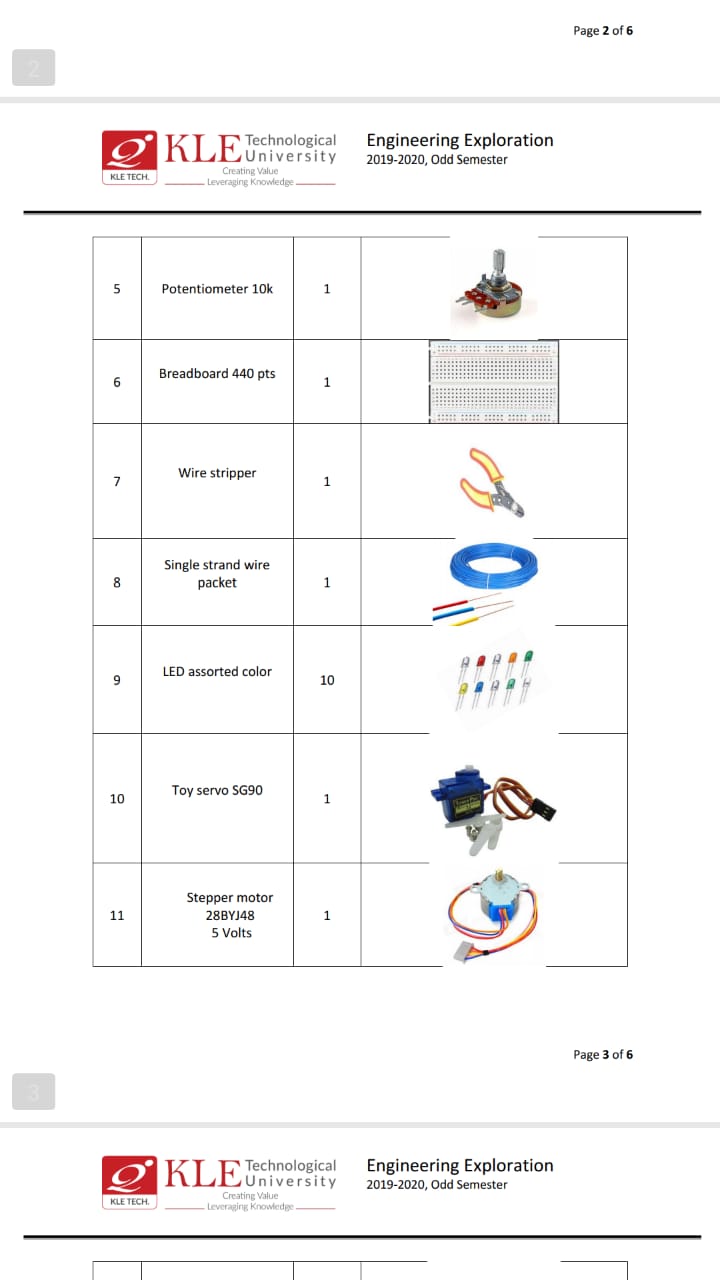 Page 2 of 6
2
KLE TECH.
KLE Technological University
Creating Value
Leveraging Knowledge
Engineering Exploration
2019-2020, Odd Semester
5 Potentiometer 10k 1
6 Breadboard 440 pts 1
7 Wire stripper 1
8 Single strand wire
packet 1
9 LED assorted color 10
10 Toy servo SG90 1
11 Stepper motor
28BYJ48 1
5 Volts
Page 3 of 6
3
KLE TECH.
KLE Technological University
Creating Value
Leveraging Knowledge
Engineering Exploration
2019-2020, Odd Semester